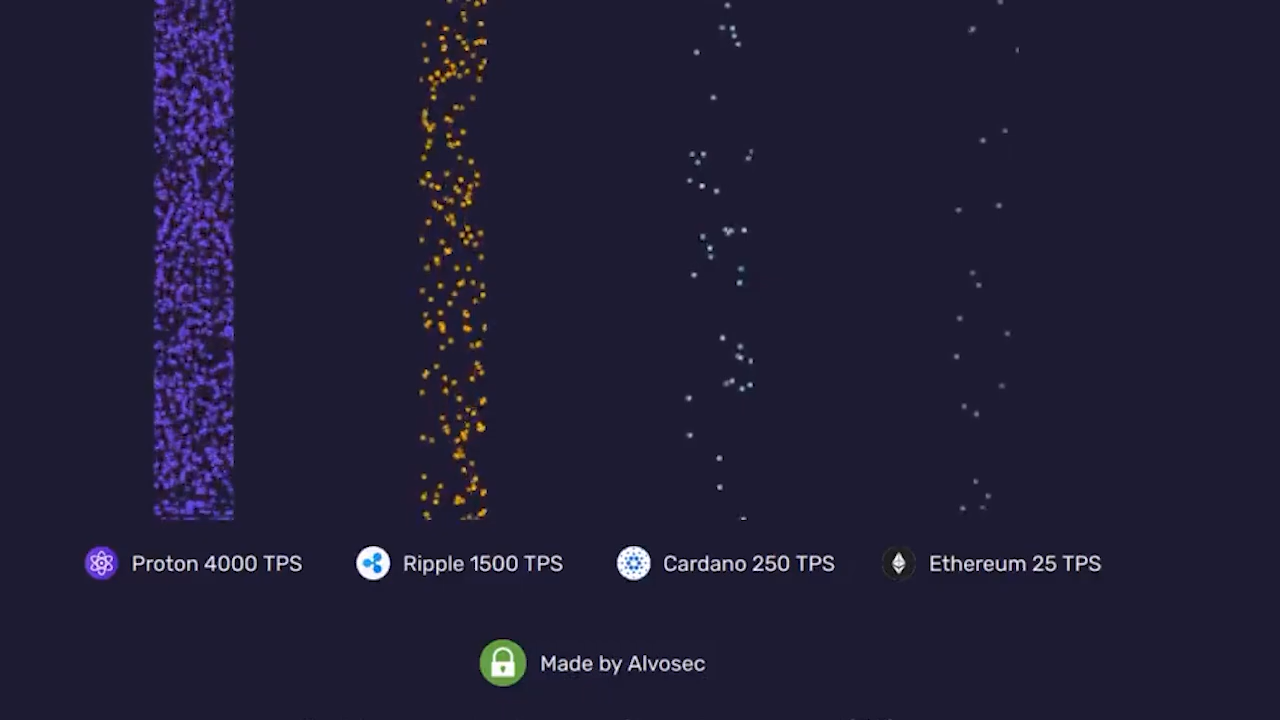 Proton 4000 TPS
Ripple 1500 TPS
Cardano 250 TPS
Ethereum 25 TPS
Made by Alvosec